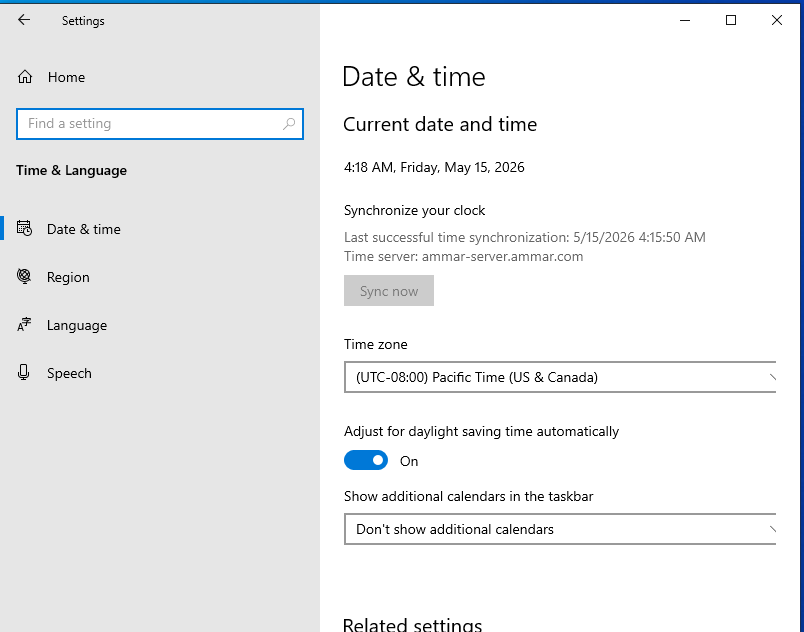 Settings
Home
Find a setting
Time & Language
Date & time
Region
Language
Speech
Date & time
Current date and time
4:18 AM, Friday, May 15, 2026
Synchronize your clock
Last successful time synchronization: 5/15/2026 4:15:50 AM
Time server: ammar-server.ammar.com
Sync now
Time zone
(UTC-08:00) Pacific Time (US & Canada)
Adjust for daylight saving time automatically
On
Show additional calendars in the taskbar
Don't show additional calendars
Related settings